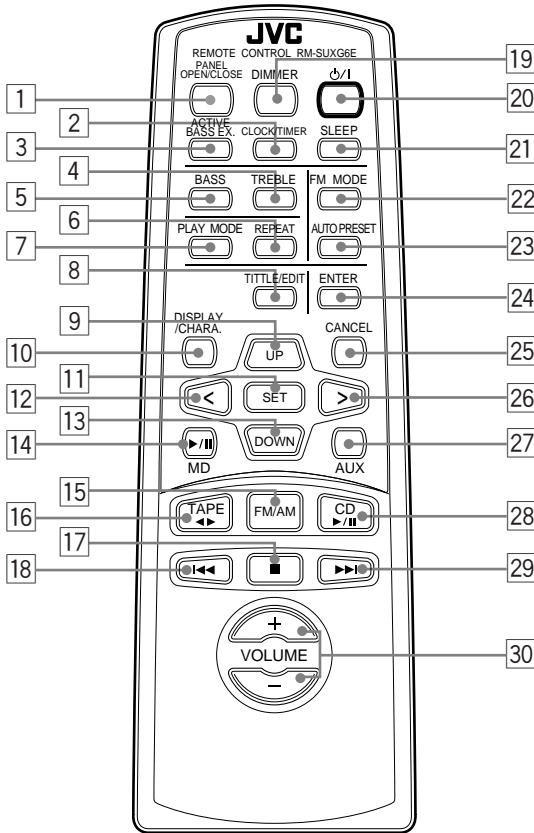 JVC
REMOTE CONTROL RM-SUXG6E
PANEL
OPEN/CLOSE DIMMER ⏻/I
19
1
20
2
ACTIVE
BASS EX. CLOCK/TIMER SLEEP
3
21
4
BASS TREBLE FM MODE
5
22
6
PLAY MODE REPEAT AUTO PRESET
7
23
8
TITTLE/EDIT ENTER
24
9
DISPLAY
/CHARA.
CANCEL
UP
10
25
11
12
< SET >
26
13
DOWN
14
▶/II
27
MD AUX
15
TAPE
◀ ▶
FM/AM
CD
▶/II
16
28
17
18
I◀◀ ■ ▶▶I
29
+
VOLUME
30
−